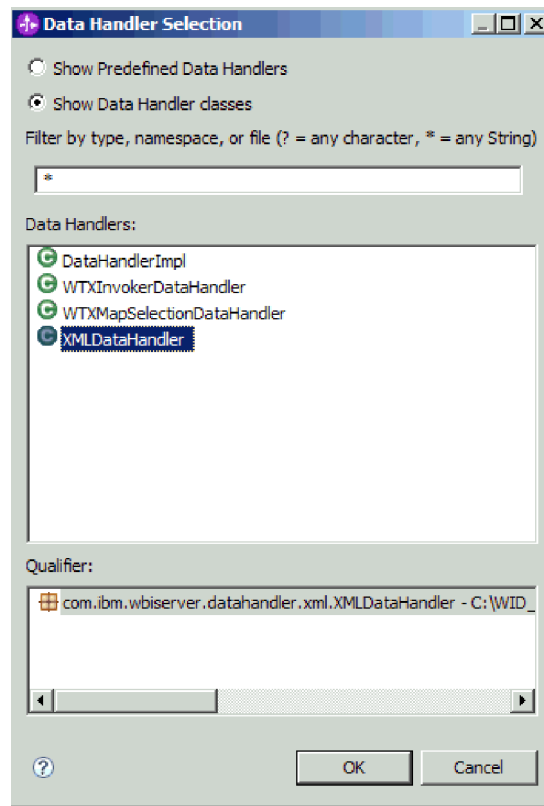 Data Handler Selection
Show Predefined Data Handlers
Show Data Handler classes
Filter by type, namespace, or file (? = any character, * = any String)
*
Data Handlers:
DataHandlerImpl
WTXInvokerDataHandler
WTXMapSelectionDataHandler
XMLDataHandler
Qualifier:
com.ibm.wbiserver.datahandler.xml.XMLDataHandler - C:\WID_
OK Cancel